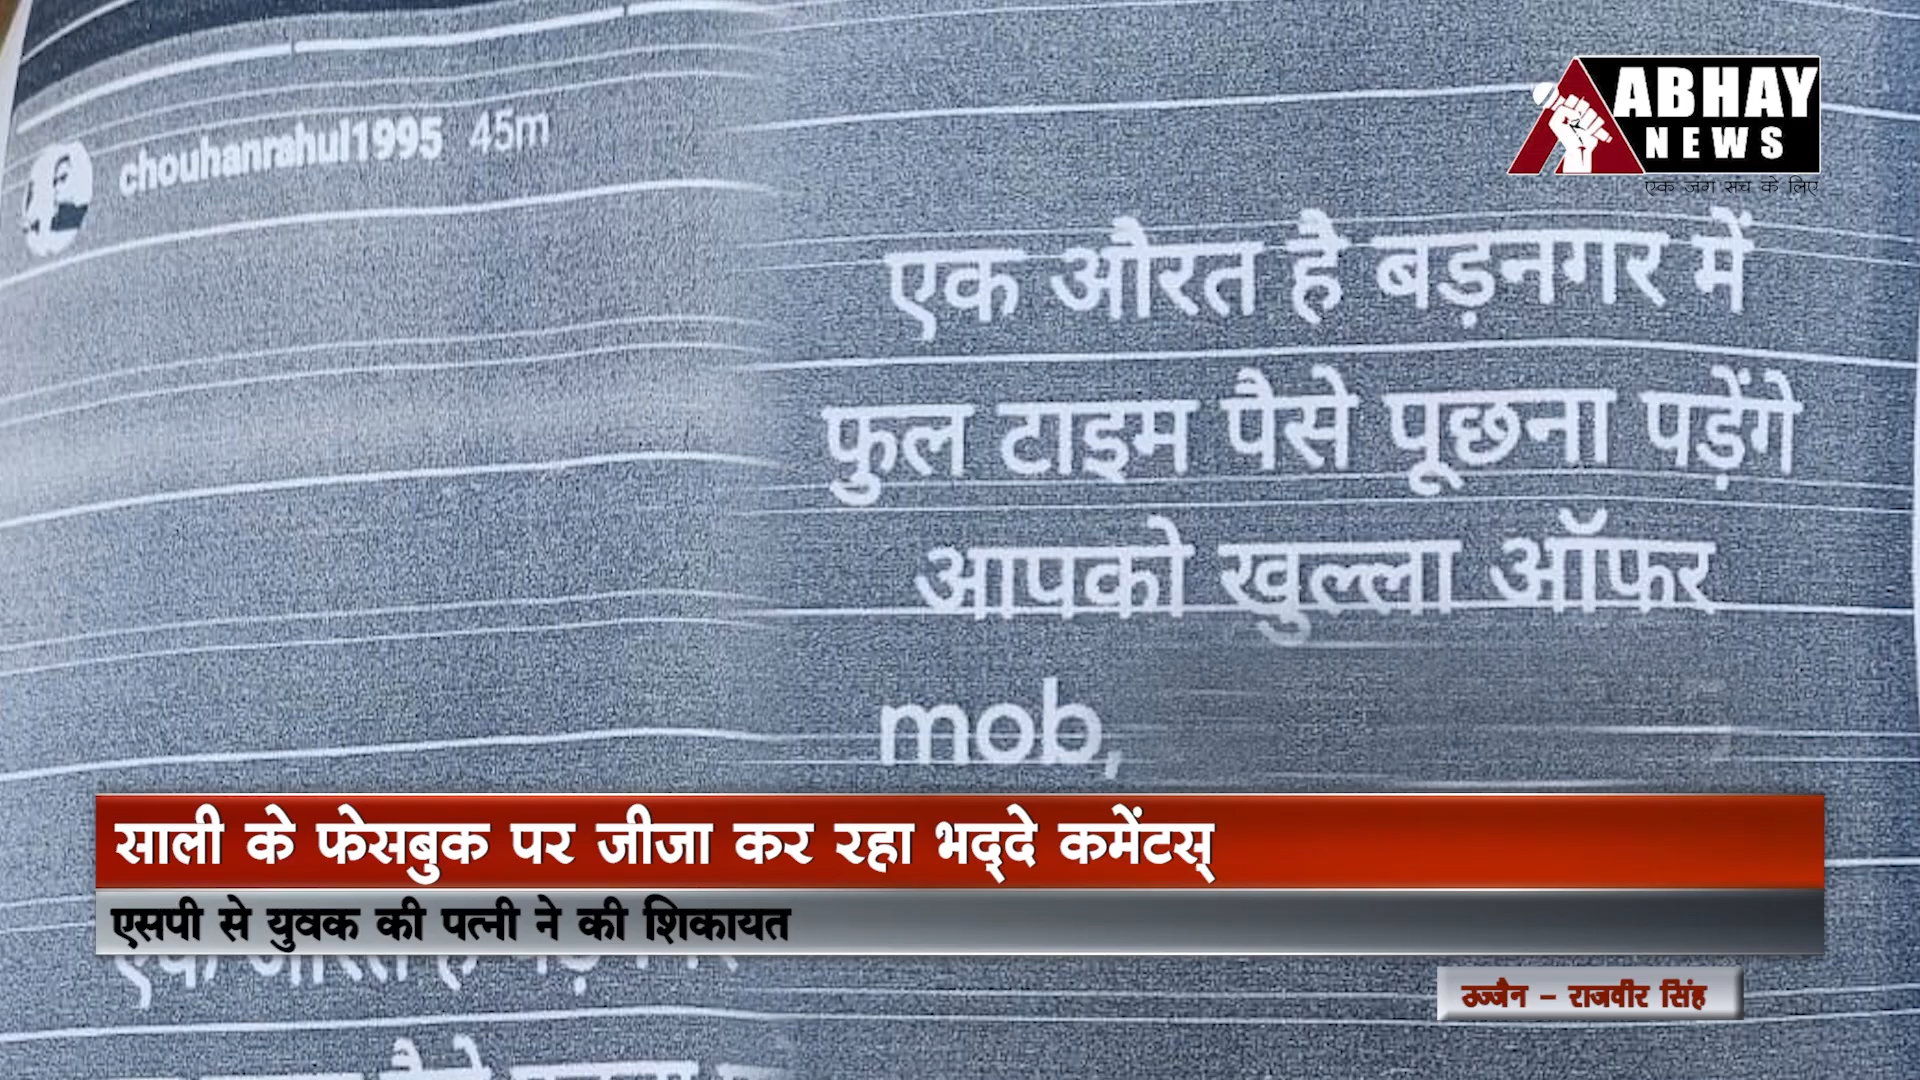 chouhanrahul1995 45m
ABHAY
NEWS
एक जंग सच के लिए
एक औरत है बड़नगर में
फुल टाइम पैसे पूछना पड़ेंगे
आपको खुल्ला ऑफर
mob,
साली के फेसबुक पर जीजा कर रहा भद्दे कमेंटस्
एसपी से युवक की पत्नी ने की शिकायत
उज्जैन – राजवीर सिंह